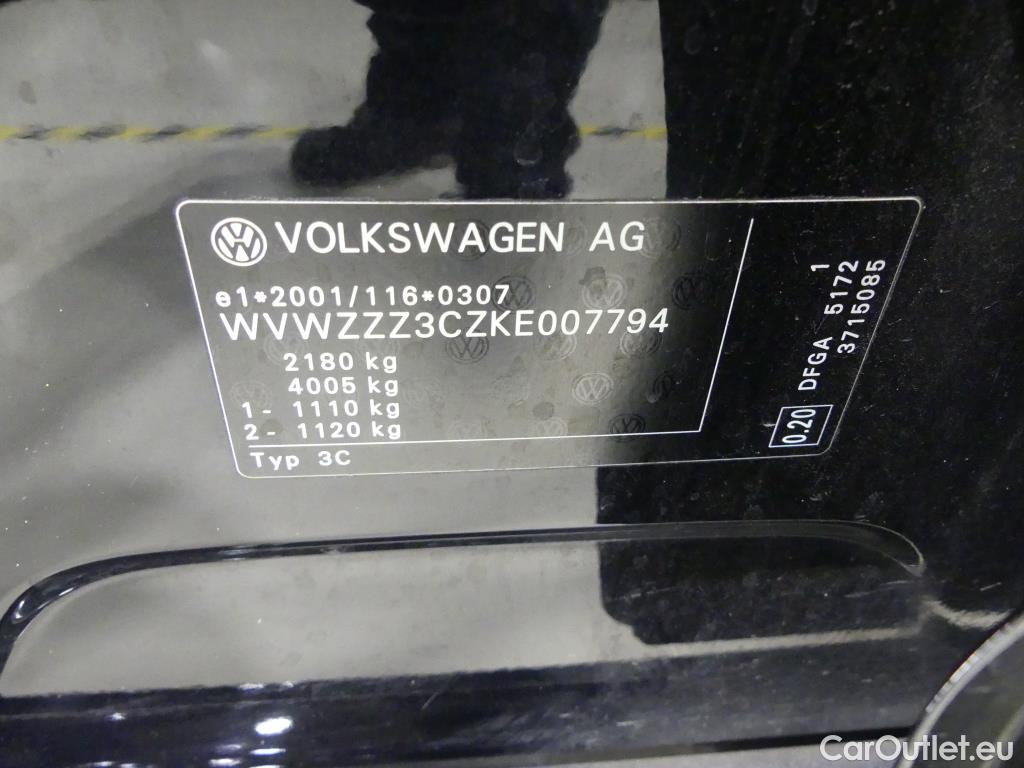 VOLKSWAGEN AG
e1*2001/116*0307
WVWZZZ3CZKE007794
2180 kg
4005 kg
1- 1110 kg
2- 1120 kg
Typ 3C
0.20 DFGA 5172 1
3715085
CarOutlet.eu